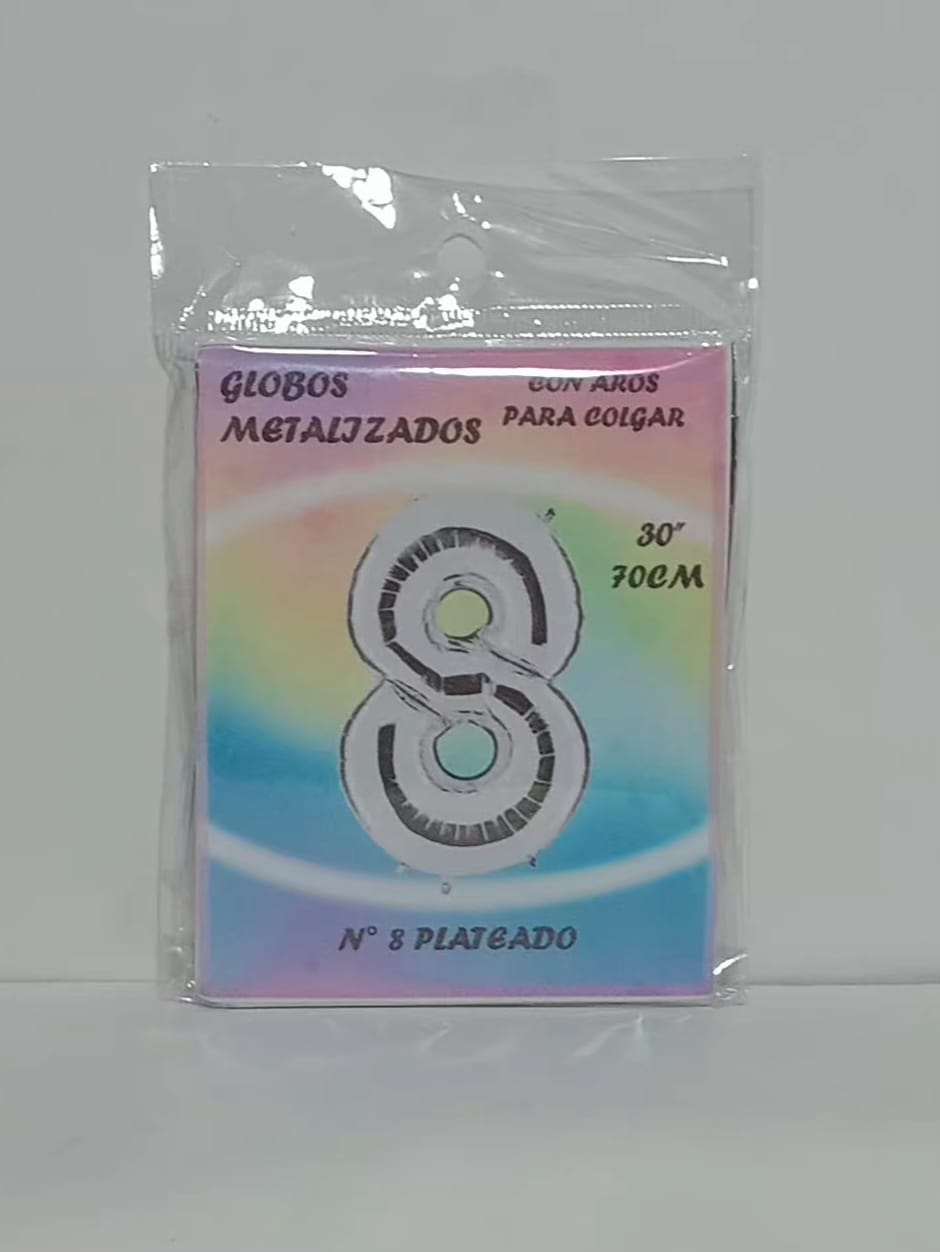 GLOBOS
METALIZADOS
CON AROS
PARA COLGAR
30"
70CM
N° 8 PLATEADO